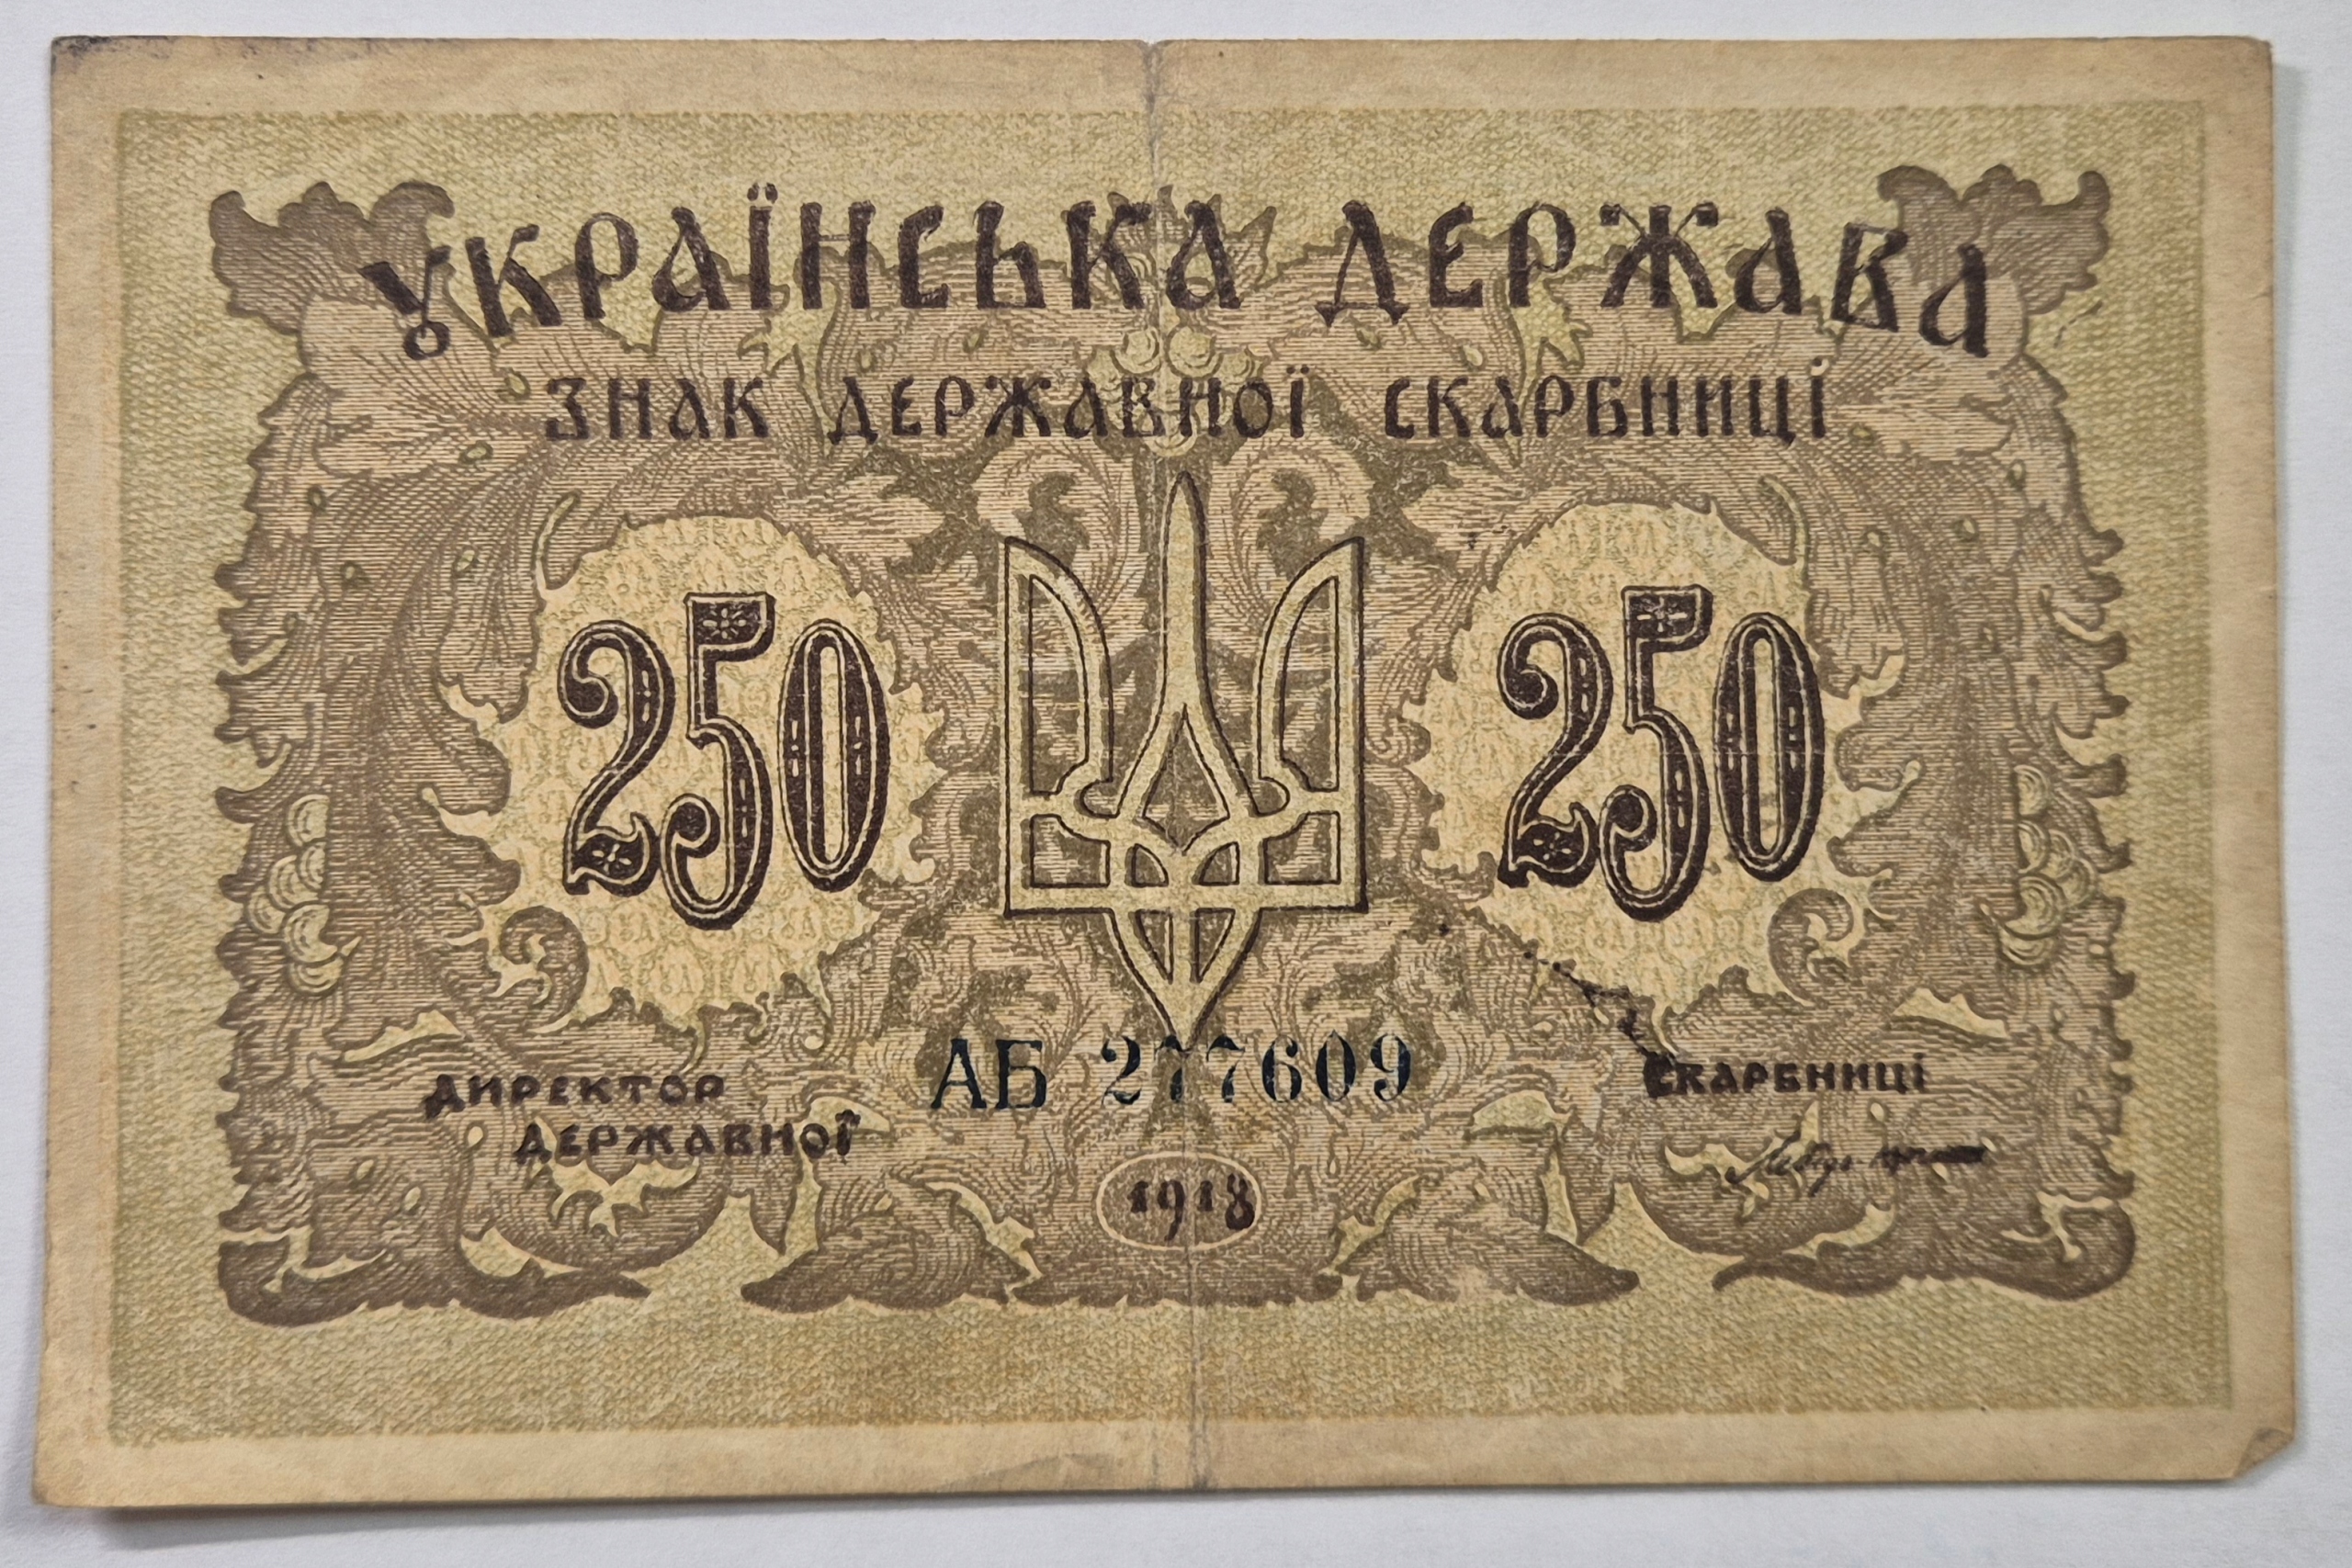 УКРАЇНСЬКА ДЕРЖАВА
ЗНАК ДЕРЖАВНОЇ СКАРБНИЦІ
250 250
АБ 277609
ДИРЕКТОР
ДЕРЖАВНОЇ
СКАРБНИЦІ
1918